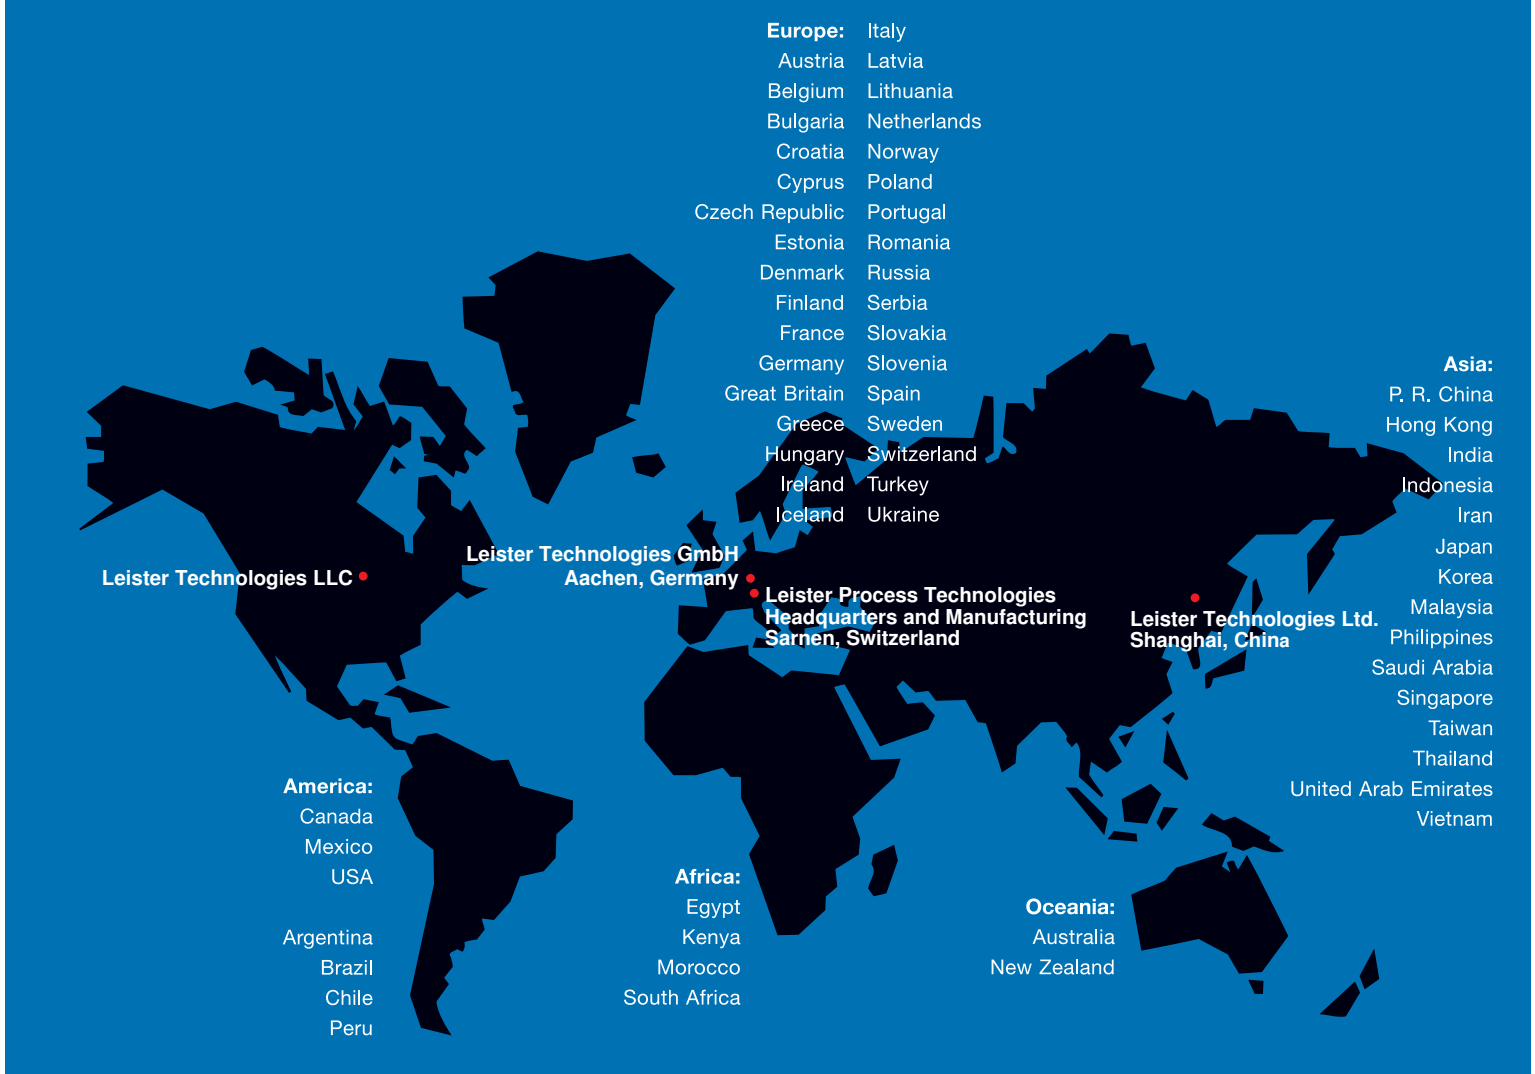 Europe:
Austria
Belgium
Bulgaria
Croatia
Cyprus
Czech Republic
Estonia
Denmark
Finland
France
Germany
Great Britain
Greece
Hungary
Ireland
Iceland
Italy
Latvia
Lithuania
Netherlands
Norway
Poland
Portugal
Romania
Russia
Serbia
Slovakia
Slovenia
Spain
Sweden
Switzerland
Turkey
Ukraine
Asia:
P. R. China
Hong Kong
India
Indonesia
Iran
Japan
Korea
Malaysia
Philippines
Saudi Arabia
Singapore
Taiwan
Thailand
United Arab Emirates
Vietnam
Leister Technologies LLC
Leister Technologies GmbH
Aachen, Germany
Leister Process Technologies
Headquarters and Manufacturing
Sarnen, Switzerland
Leister Technologies Ltd.
Shanghai, China
America:
Canada
Mexico
USA
Argentina
Brazil
Chile
Peru
Africa:
Egypt
Kenya
Morocco
South Africa
Oceania:
Australia
New Zealand